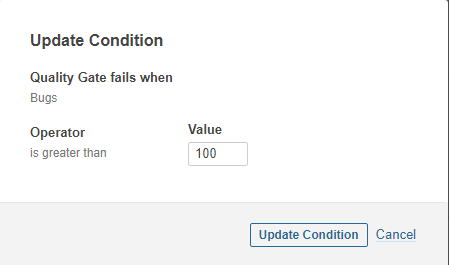 Update Condition
Quality Gate fails when
Bugs
Operator
Value
is greater than
100
Update Condition
Cancel